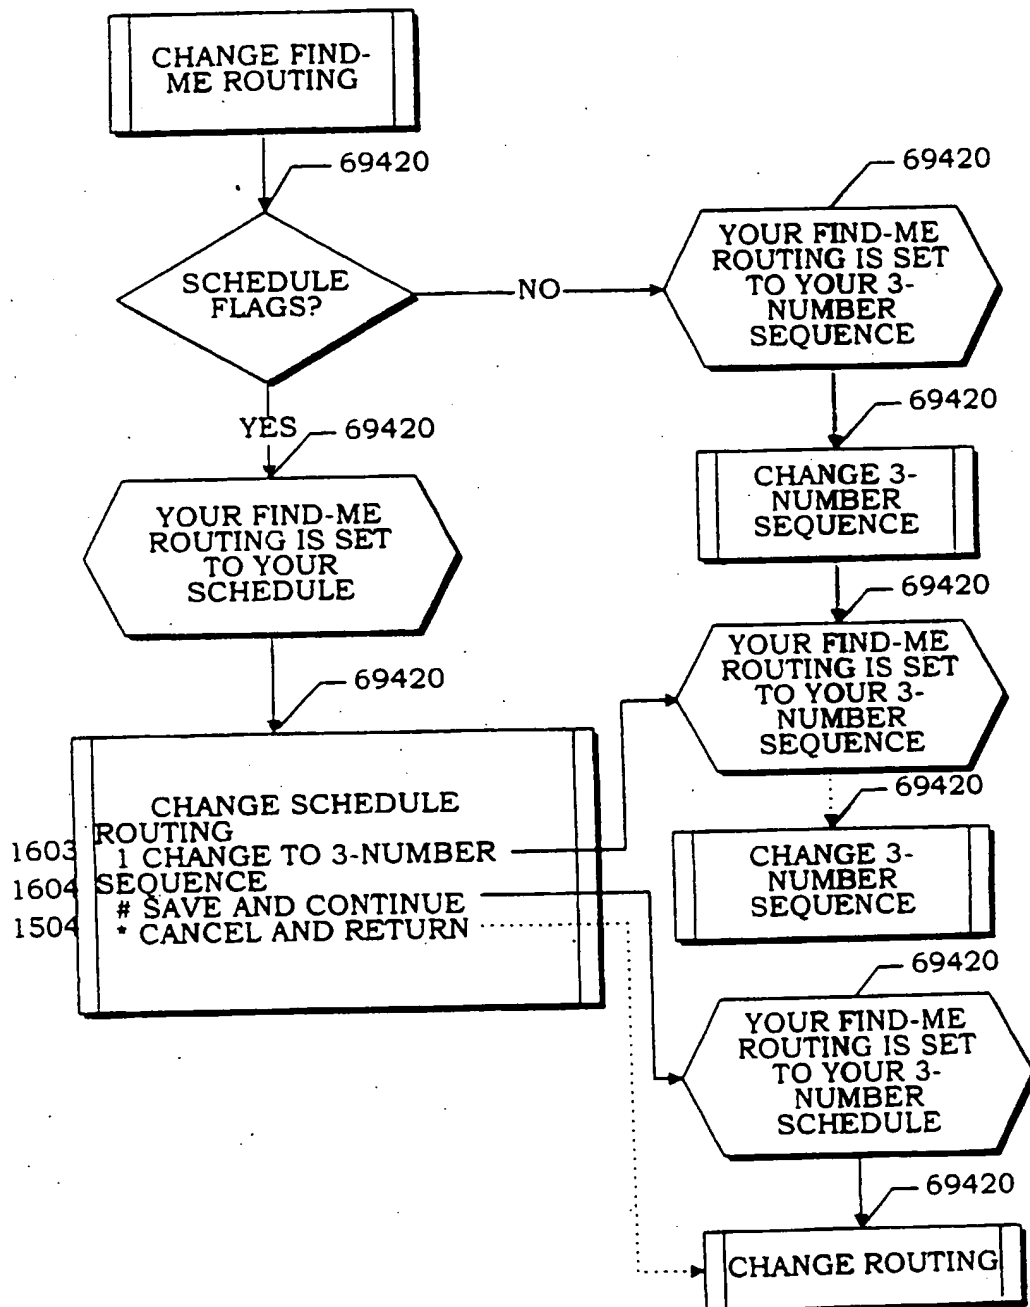 CHANGE FIND-
ME ROUTING
69420
SCHEDULE
FLAGS?
NO
69420
YOUR FIND-ME
ROUTING IS SET
TO YOUR 3-
NUMBER
SEQUENCE
YES
69420
YOUR FIND-ME
ROUTING IS SET
TO YOUR
SCHEDULE
69420
CHANGE 3-
NUMBER
SEQUENCE
69420
YOUR FIND-ME
ROUTING IS SET
TO YOUR 3-
NUMBER
SEQUENCE
69420
CHANGE SCHEDULE
ROUTING
1603 1 CHANGE TO 3-NUMBER
1604 SEQUENCE
# SAVE AND CONTINUE
1504 * CANCEL AND RETURN
69420
CHANGE 3-
NUMBER
SEQUENCE
69420
YOUR FIND-ME
ROUTING IS SET
TO YOUR 3-
NUMBER
SCHEDULE
69420
CHANGE ROUTING